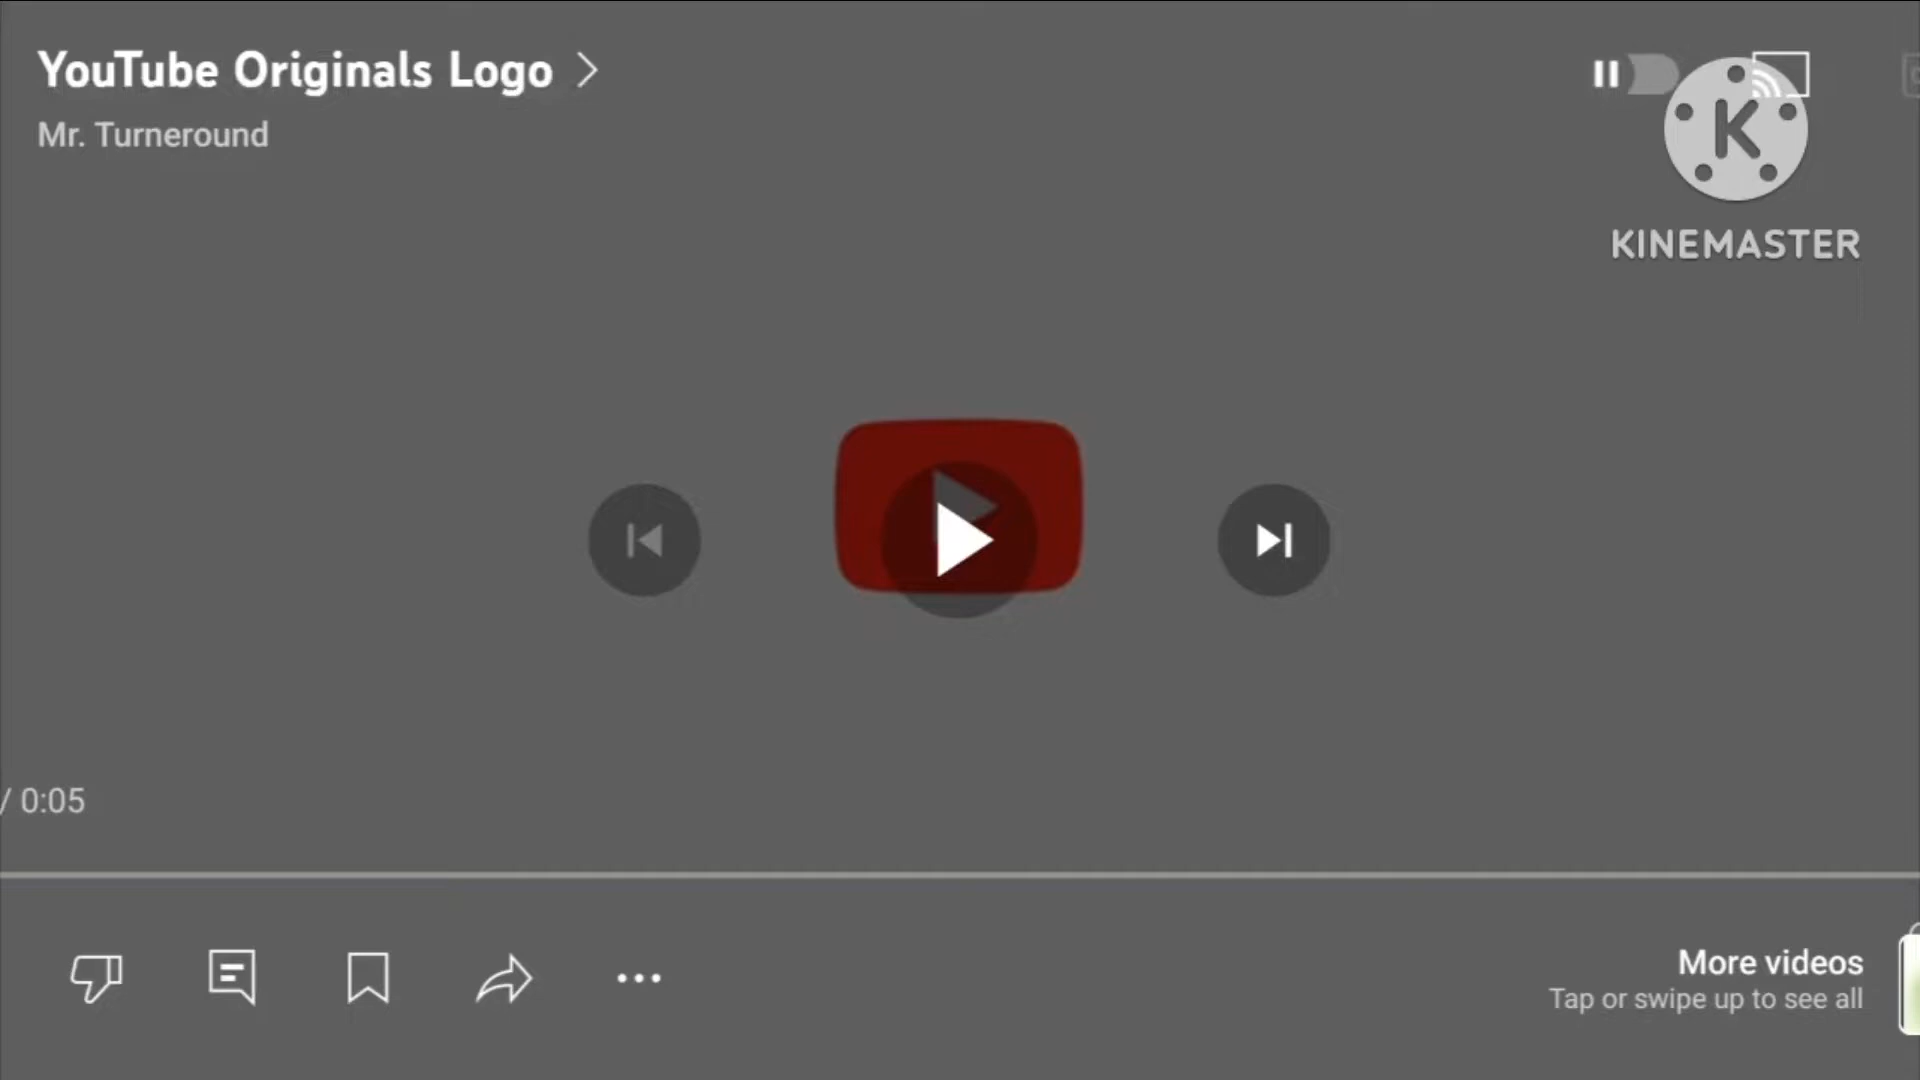 YouTube Originals Logo
Mr. Turneround
K
KINEMASTER
/ 0:05
More videos
Tap or swipe up to see all